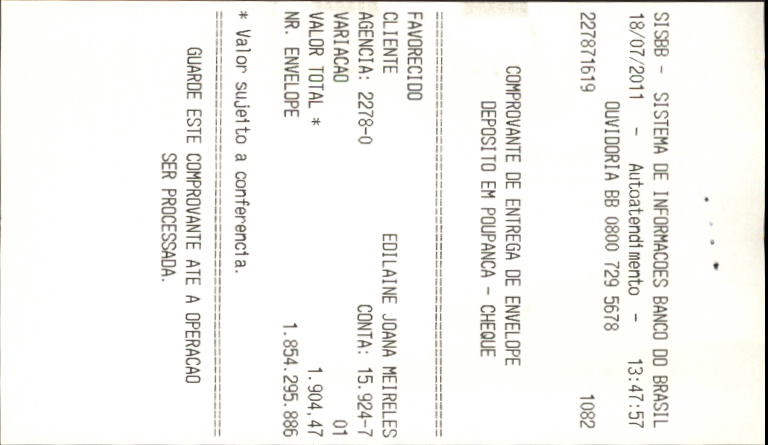 SISBB - SISTEMA DE INFORMACOES BANCO DO BRASIL
18/07/2011 - Autoatendimento - 13:47:57
OUVIDORIA BB 0800 729 5678
227871619 1082
COMPROVANTE DE ENTREGA DE ENVELOPE
DEPOSITO EM POUPANCA - CHEQUE
FAVORECIDO
CLIENTE EDILAINE JOANA MEIRELES
AGENCIA: 2278-0 CONTA: 15.924-7
VARIACAO 01
VALOR TOTAL * 1.904,47
NR. ENVELOPE 1.854.295.886
* Valor sujeito a conferencia.
GUARDE ESTE COMPROVANTE ATE A OPERACAO
SER PROCESSADA.